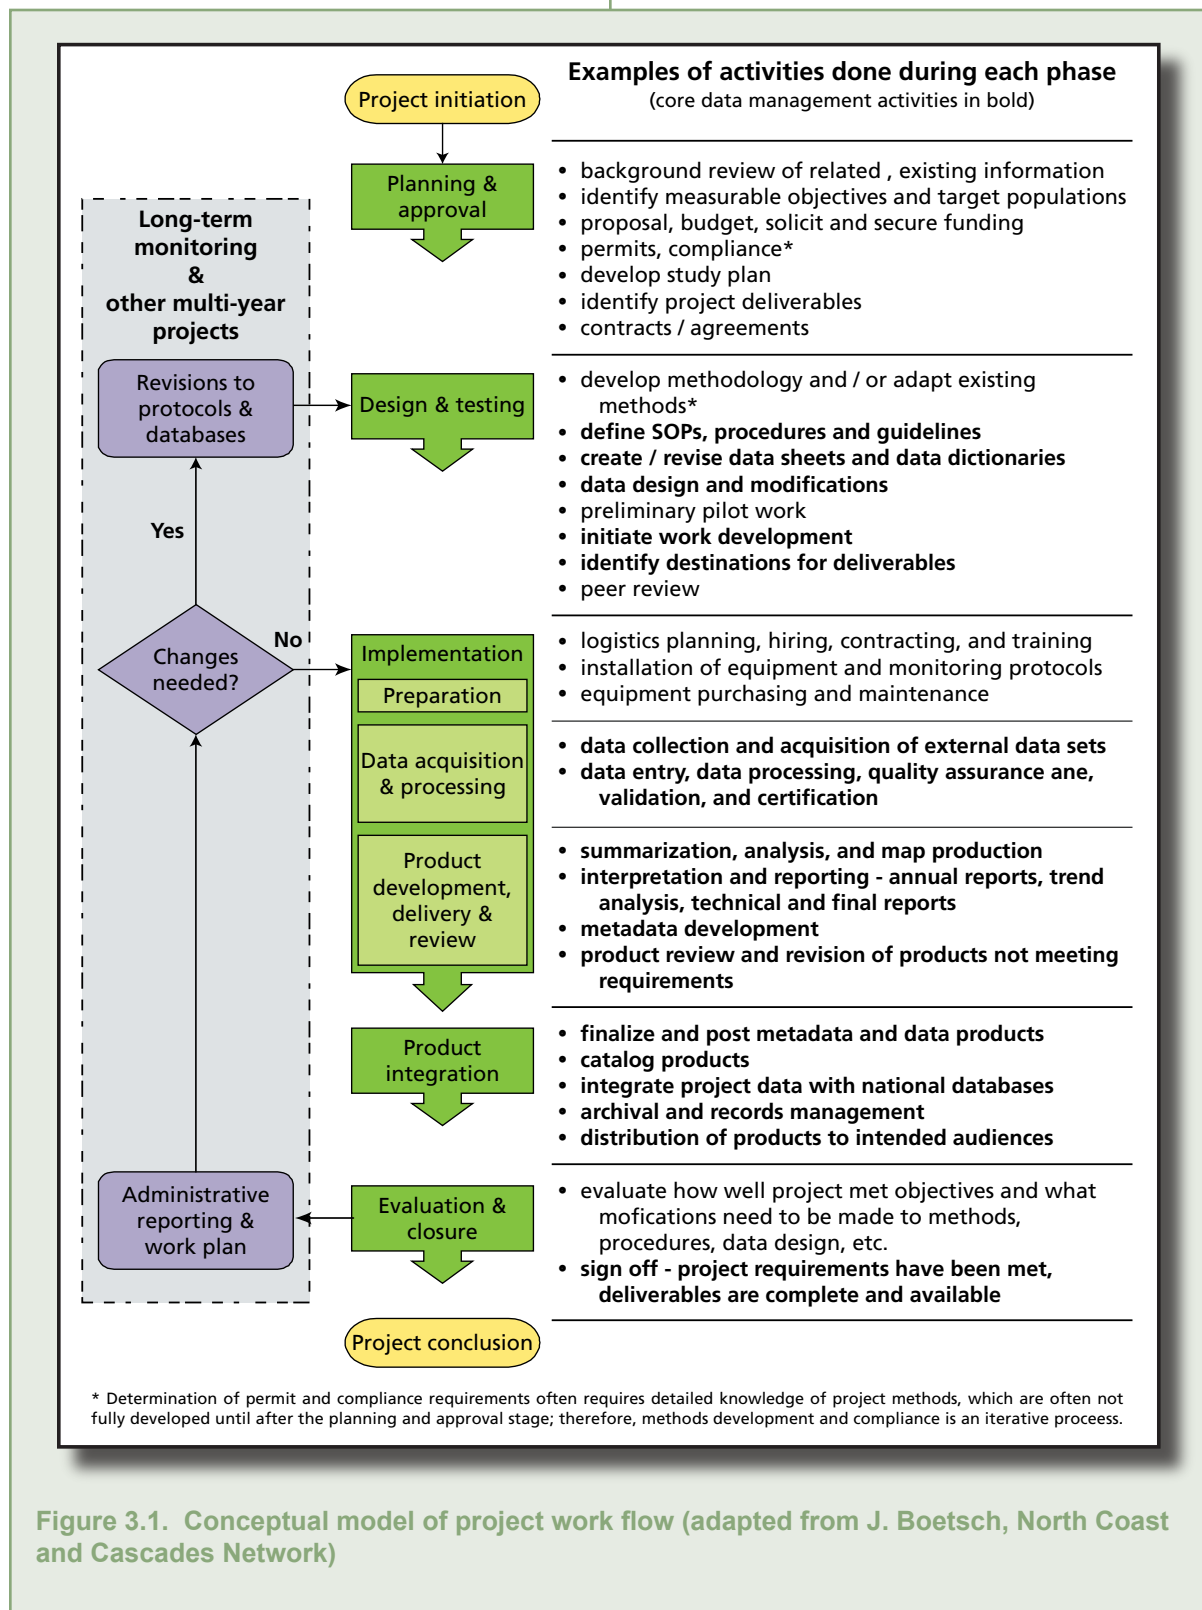 Examples of activities done during each phase
(core data management activities in bold)
Project initiation
Planning &
approval
• background review of related , existing information
• identify measurable objectives and target populations
• proposal, budget, solicit and secure funding
• permits, compliance*
• develop study plan
• identify project deliverables
• contracts / agreements
Long-term
monitoring
&
other multi-year
projects
Revisions to
protocols &
databases
Design & testing
• develop methodology and / or adapt existing
methods*
• define SOPs, procedures and guidelines
• create / revise data sheets and data dictionaries
• data design and modifications
• preliminary pilot work
• initiate work development
• identify destinations for deliverables
• peer review
Yes
No
Changes
needed?
Implementation
Preparation
• logistics planning, hiring, contracting, and training
• installation of equipment and monitoring protocols
• equipment purchasing and maintenance
Data acquisition
& processing
• data collection and acquisition of external data sets
• data entry, data processing, quality assurance ane,
validation, and certification
Product
development,
delivery &
review
• summarization, analysis, and map production
• interpretation and reporting - annual reports, trend
analysis, technical and final reports
• metadata development
• product review and revision of products not meeting
requirements
Product
integration
• finalize and post metadata and data products
• catalog products
• integrate project data with national databases
• archival and records management
• distribution of products to intended audiences
Administrative
reporting &
work plan
Evaluation &
closure
• evaluate how well project met objectives and what
mofications need to be made to methods,
procedures, data design, etc.
• sign off - project requirements have been met,
deliverables are complete and available
Project conclusion
* Determination of permit and compliance requirements often requires detailed knowledge of project methods, which are often not
fully developed until after the planning and approval stage; therefore, methods development and compliance is an iterative proceess.
Figure 3.1. Conceptual model of project work flow (adapted from J. Boetsch, North Coast
and Cascades Network)